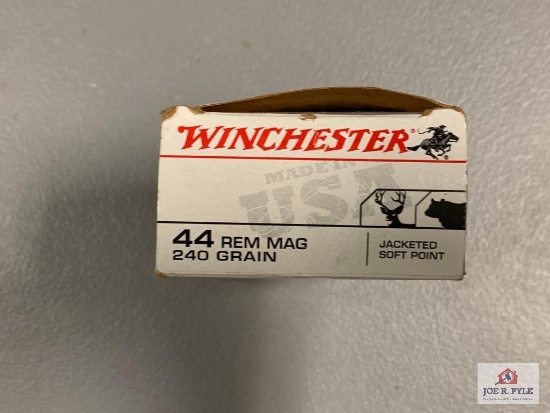 WINCHESTER®
MADE IN
USA
44 REM MAG
240 GRAIN
JACKETED
SOFT POINT
JOE R. PYLE